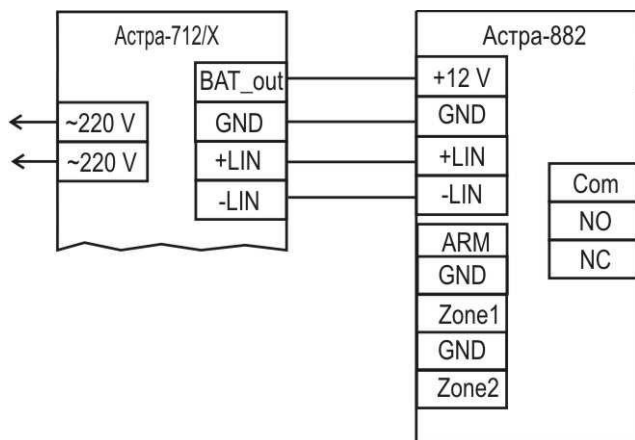 Астра-712/X
BAT_out
~220 V
GND
~220 V
+LIN
-LIN
Астра-882
+12 V
GND
+LIN
-LIN
ARM
GND
Zone1
GND
Zone2
Com
NO
NC